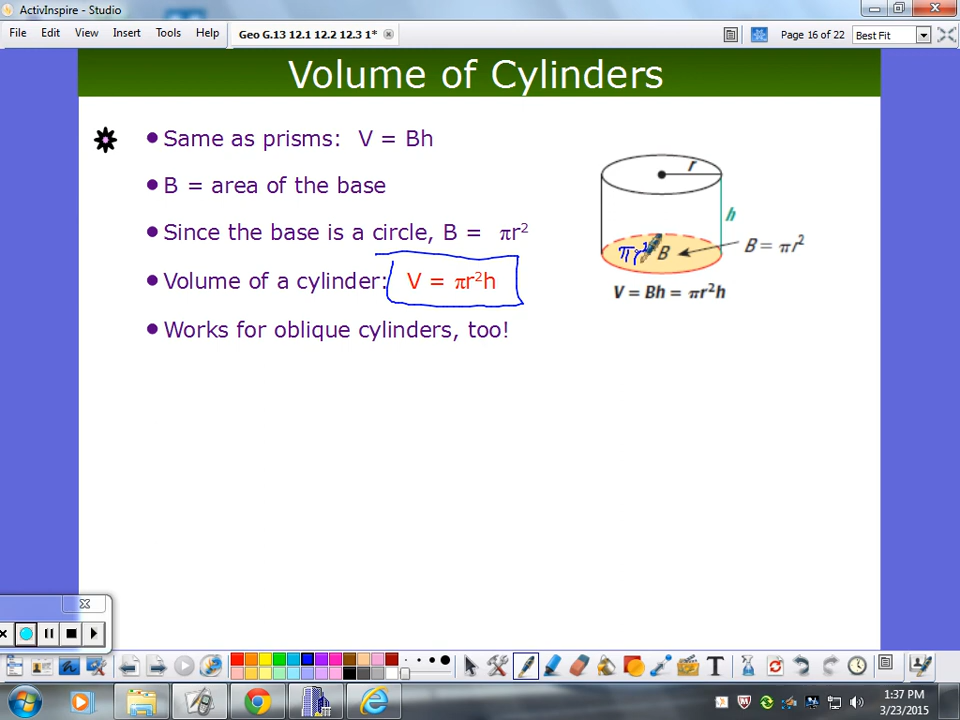 ActivInspire - Studio
File Edit View Insert Tools Help
Geo G.13 12.1 12.2 12.3 1*
Page 16 of 22
Best Fit
Volume of Cylinders
• Same as prisms: V = Bh
• B = area of the base
• Since the base is a circle, B = πr²
• Volume of a cylinder: V = πr²h
• Works for oblique cylinders, too!
r
h
πr²
B
B = πr²
V = Bh = πr²h
T
1:37 PM
3/23/2015